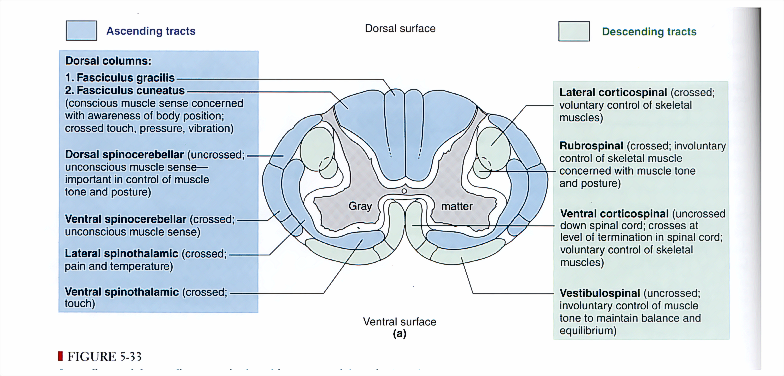 Ascending tracts
Dorsal surface
Descending tracts
Dorsal columns:
1. Fasciculus gracilis
2. Fasciculus cuneatus
(conscious muscle sense concerned
with awareness of body position;
crossed touch, pressure, vibration)
Dorsal spinocerebellar (uncrossed;
unconscious muscle sense—
important in control of muscle
tone and posture)
Ventral spinocerebellar (crossed;
unconscious muscle sense)
Lateral spinothalamic (crossed;
pain and temperature)
Ventral spinothalamic (crossed;
touch)
Gray matter
Lateral corticospinal (crossed;
voluntary control of skeletal
muscles)
Rubrospinal (crossed; involuntary
control of skeletal muscle
concerned with muscle tone
and posture)
Ventral corticospinal (uncrossed
down spinal cord; crosses at
level of termination in spinal cord;
voluntary control of skeletal
muscles)
Vestibulospinal (uncrossed;
involuntary control of muscle
tone to maintain balance and
equilibrium)
Ventral surface
(a)
FIGURE 5-33